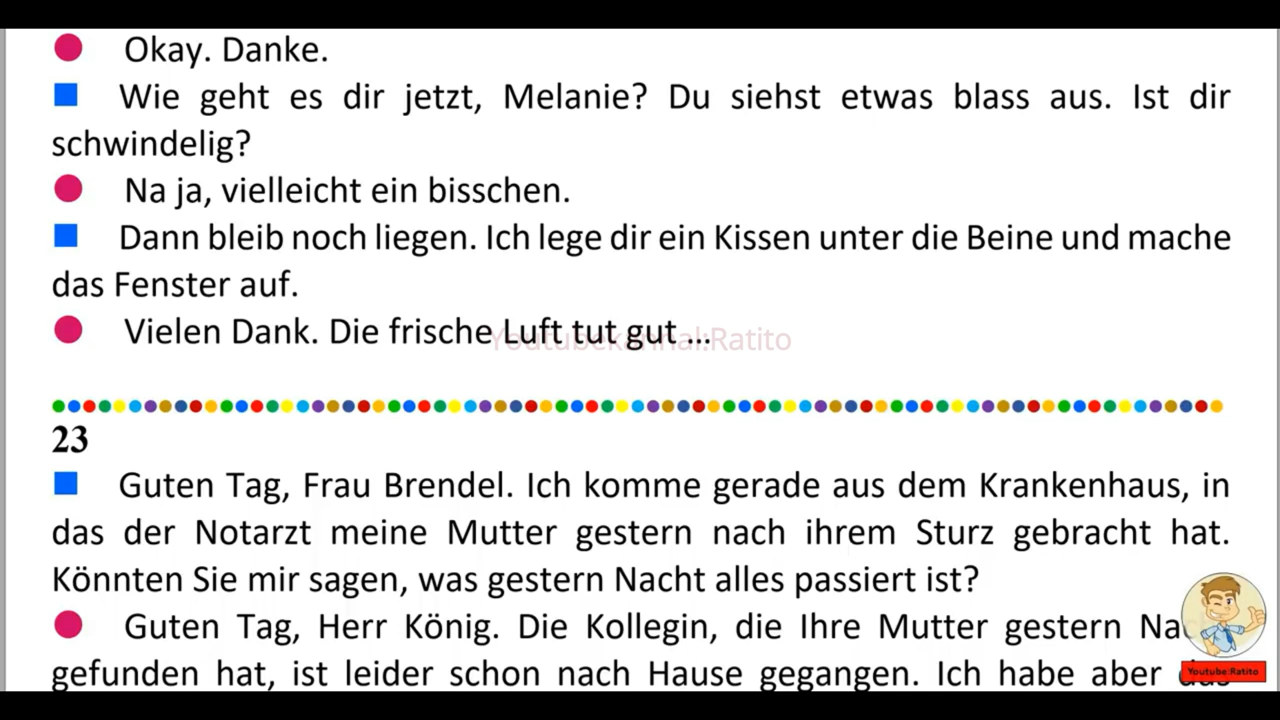 Okay. Danke.
Wie geht es dir jetzt, Melanie? Du siehst etwas blass aus. Ist dir
schwindelig?
Na ja, vielleicht ein bisschen.
Dann bleib noch liegen. Ich lege dir ein Kissen unter die Beine und mache
das Fenster auf.
Vielen Dank. Die frische Luft tut gut ...
23
Guten Tag, Frau Brendel. Ich komme gerade aus dem Krankenhaus, in
das der Notarzt meine Mutter gestern nach ihrem Sturz gebracht hat.
Könnten Sie mir sagen, was gestern Nacht alles passiert ist?
Guten Tag, Herr König. Die Kollegin, die Ihre Mutter gestern
gefunden hat, ist leider schon nach Hause gegangen. Ich habe aber
Youtube:Ratito